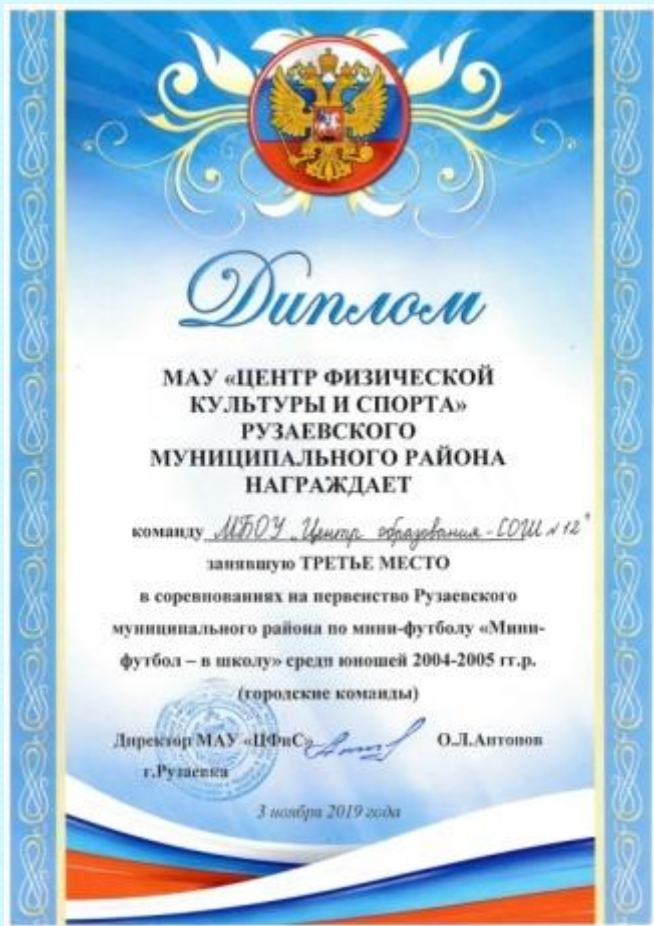 Диплом
МАУ «ЦЕНТР ФИЗИЧЕСКОЙ
КУЛЬТУРЫ И СПОРТА»
РУЗАЕВСКОГО
МУНИЦИПАЛЬНОГО РАЙОНА
НАГРАЖДАЕТ
команду МБОУ „Центр образования - СОШ №12"
занявшую ТРЕТЬЕ МЕСТО
в соревнованиях на первенство Рузаевского
муниципального района по мини-футболу «Мини-
футбол – в школу» среди юношей 2004-2005 гг.р.
(городские команды)
Директор МАУ «ЦФиС» О.Л.Антонов
г.Рузаевка
3 ноября 2019 года